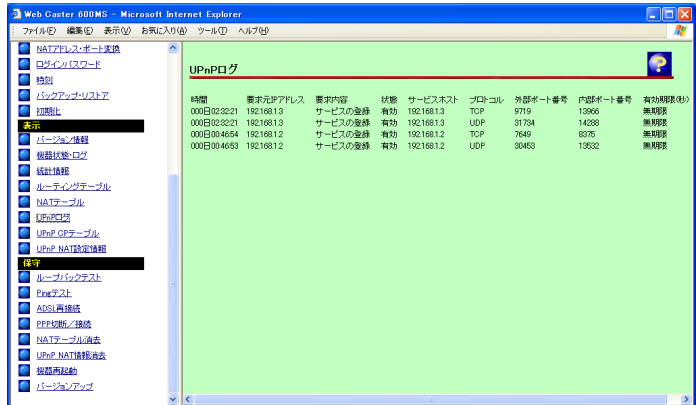 Web Caster 600MS - Microsoft Internet Explorer
ファイル(F) 編集(E) 表示(V) お気に入り(A) ツール(T) ヘルプ(H)
NATアドレス・ポート変換
ログインパスワード
時刻
バックアップ・リストア
初期化
表示
バージョン情報
機器状態・ログ
統計情報
ルーティングテーブル
NATテーブル
UPnPログ
UPnP CPテーブル
UPnP NAT設定情報
保守
ループバックテスト
Pingテスト
ADSL再接続
PPP切断／接続
NATテーブル消去
UPnP NAT情報消去
機器再起動
バージョンアップ
UPnPログ
?
時間 要求元IPアドレス 要求内容 状態 サービスホスト プロトコル 外部ポート番号 内部ポート番号 有効期限(秒)
000日02:32:21 192.168.1.3 サービスの登録 有効 192.168.1.3 TCP 9719 13966 無期限
000日02:32:21 192.168.1.3 サービスの登録 有効 192.168.1.3 UDP 31734 14288 無期限
000日00:46:54 192.168.1.2 サービスの登録 有効 192.168.1.2 TCP 7649 8375 無期限
000日00:46:53 192.168.1.2 サービスの登録 有効 192.168.1.2 UDP 30453 13532 無期限